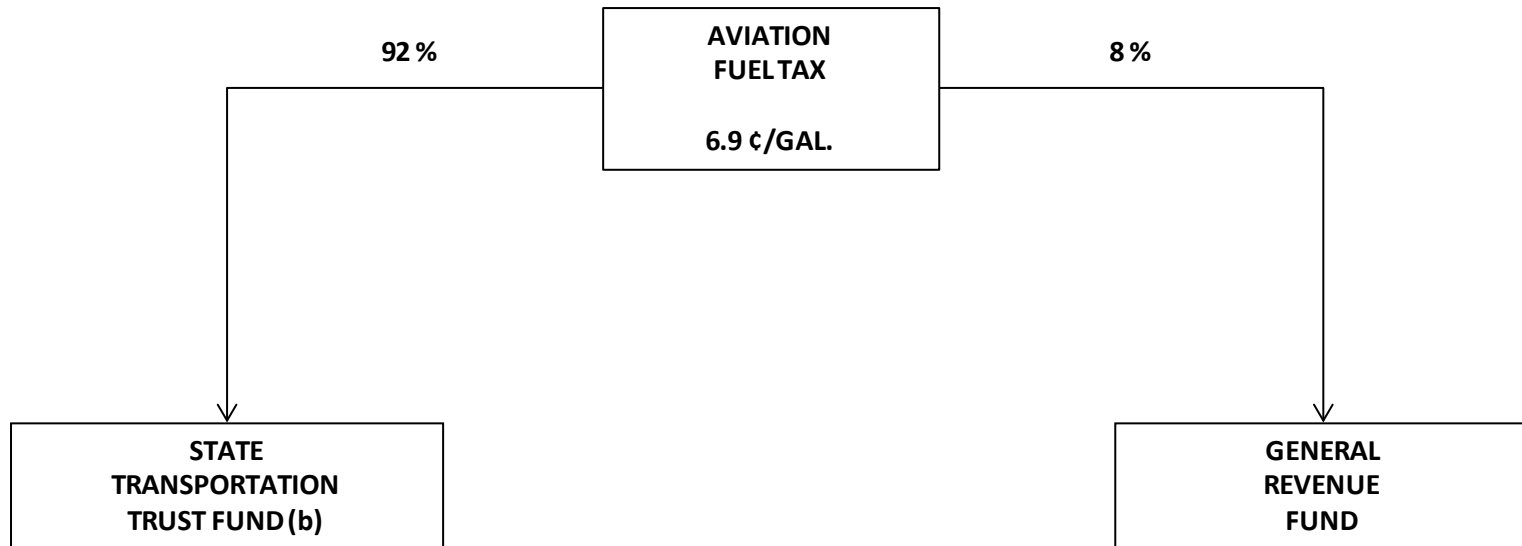 92 %
AVIATION
FUEL TAX
6.9 ¢/GAL.
8 %
STATE
TRANSPORTATION
TRUST FUND (b)
GENERAL
REVENUE
FUND